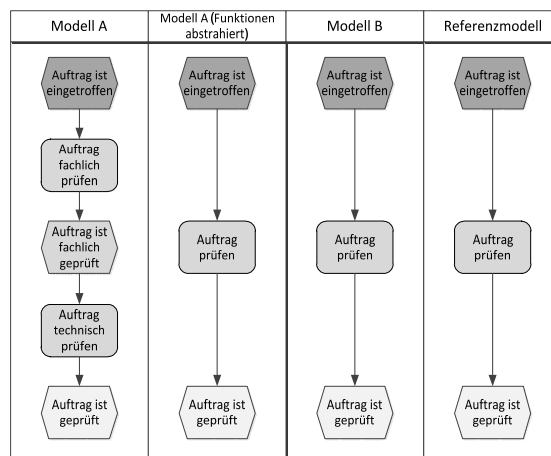 Modell A
Modell A (Funktionen
abstrahiert)
Modell B
Referenzmodell
Auftrag ist
eingetroffen
Auftrag
fachlich
prüfen
Auftrag ist
fachlich
geprüft
Auftrag
technisch
prüfen
Auftrag ist
geprüft
Auftrag ist
eingetroffen
Auftrag
prüfen
Auftrag ist
geprüft
Auftrag ist
eingetroffen
Auftrag
prüfen
Auftrag ist
geprüft
Auftrag ist
eingetroffen
Auftrag
prüfen
Auftrag ist
geprüft